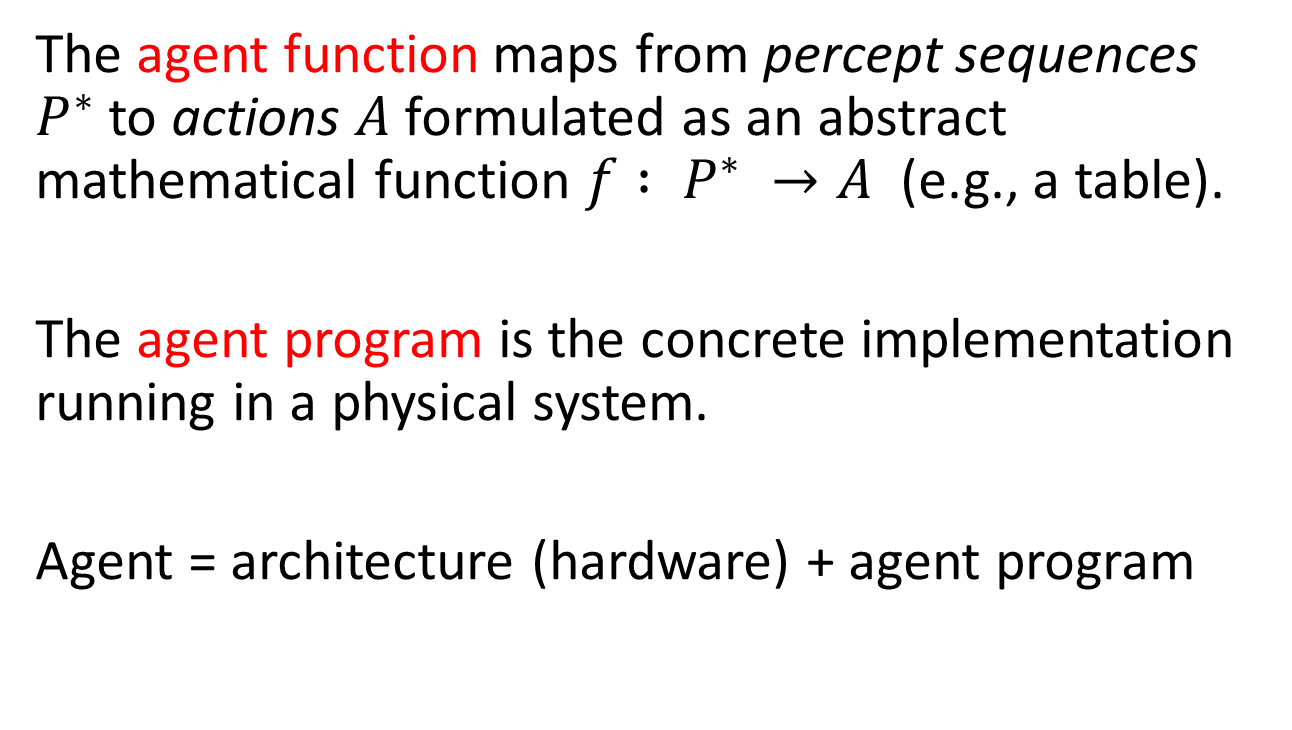 The agent function maps from percept sequences
𝑃* to actions 𝐴 formulated as an abstract
mathematical function 𝑓 : 𝑃* → 𝐴 (e.g., a table).
The agent program is the concrete implementation
running in a physical system.
Agent = architecture (hardware) + agent program